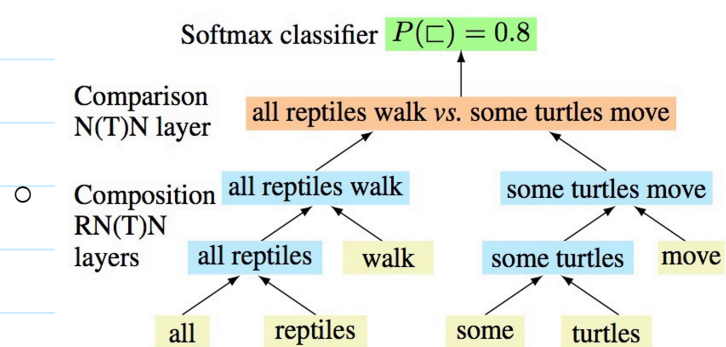 Softmax classifier P(⊏) = 0.8
Comparison
N(T)N layer
all reptiles walk vs. some turtles move
Composition
RN(T)N
layers
all reptiles walk
some turtles move
all reptiles
walk
some turtles
move
all
reptiles
some
turtles